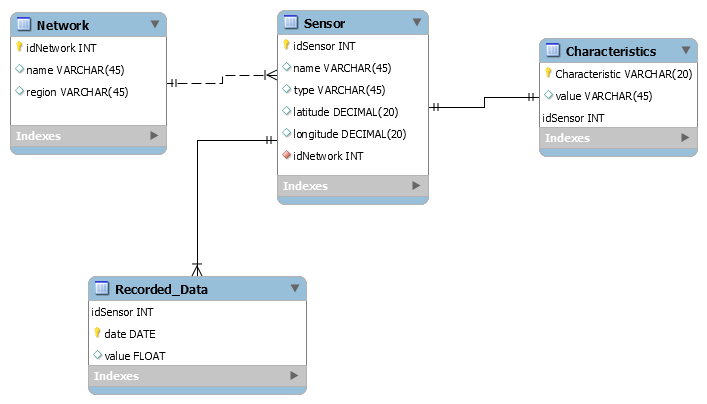 Network
idNetwork INT
name VARCHAR(45)
region VARCHAR(45)
Indexes
Sensor
idSensor INT
name VARCHAR(45)
type VARCHAR(45)
latitude DECIMAL(20)
longitude DECIMAL(20)
idNetwork INT
Indexes
Characteristics
Characteristic VARCHAR(20)
value VARCHAR(45)
idSensor INT
Indexes
Recorded_Data
idSensor INT
date DATE
value FLOAT
Indexes